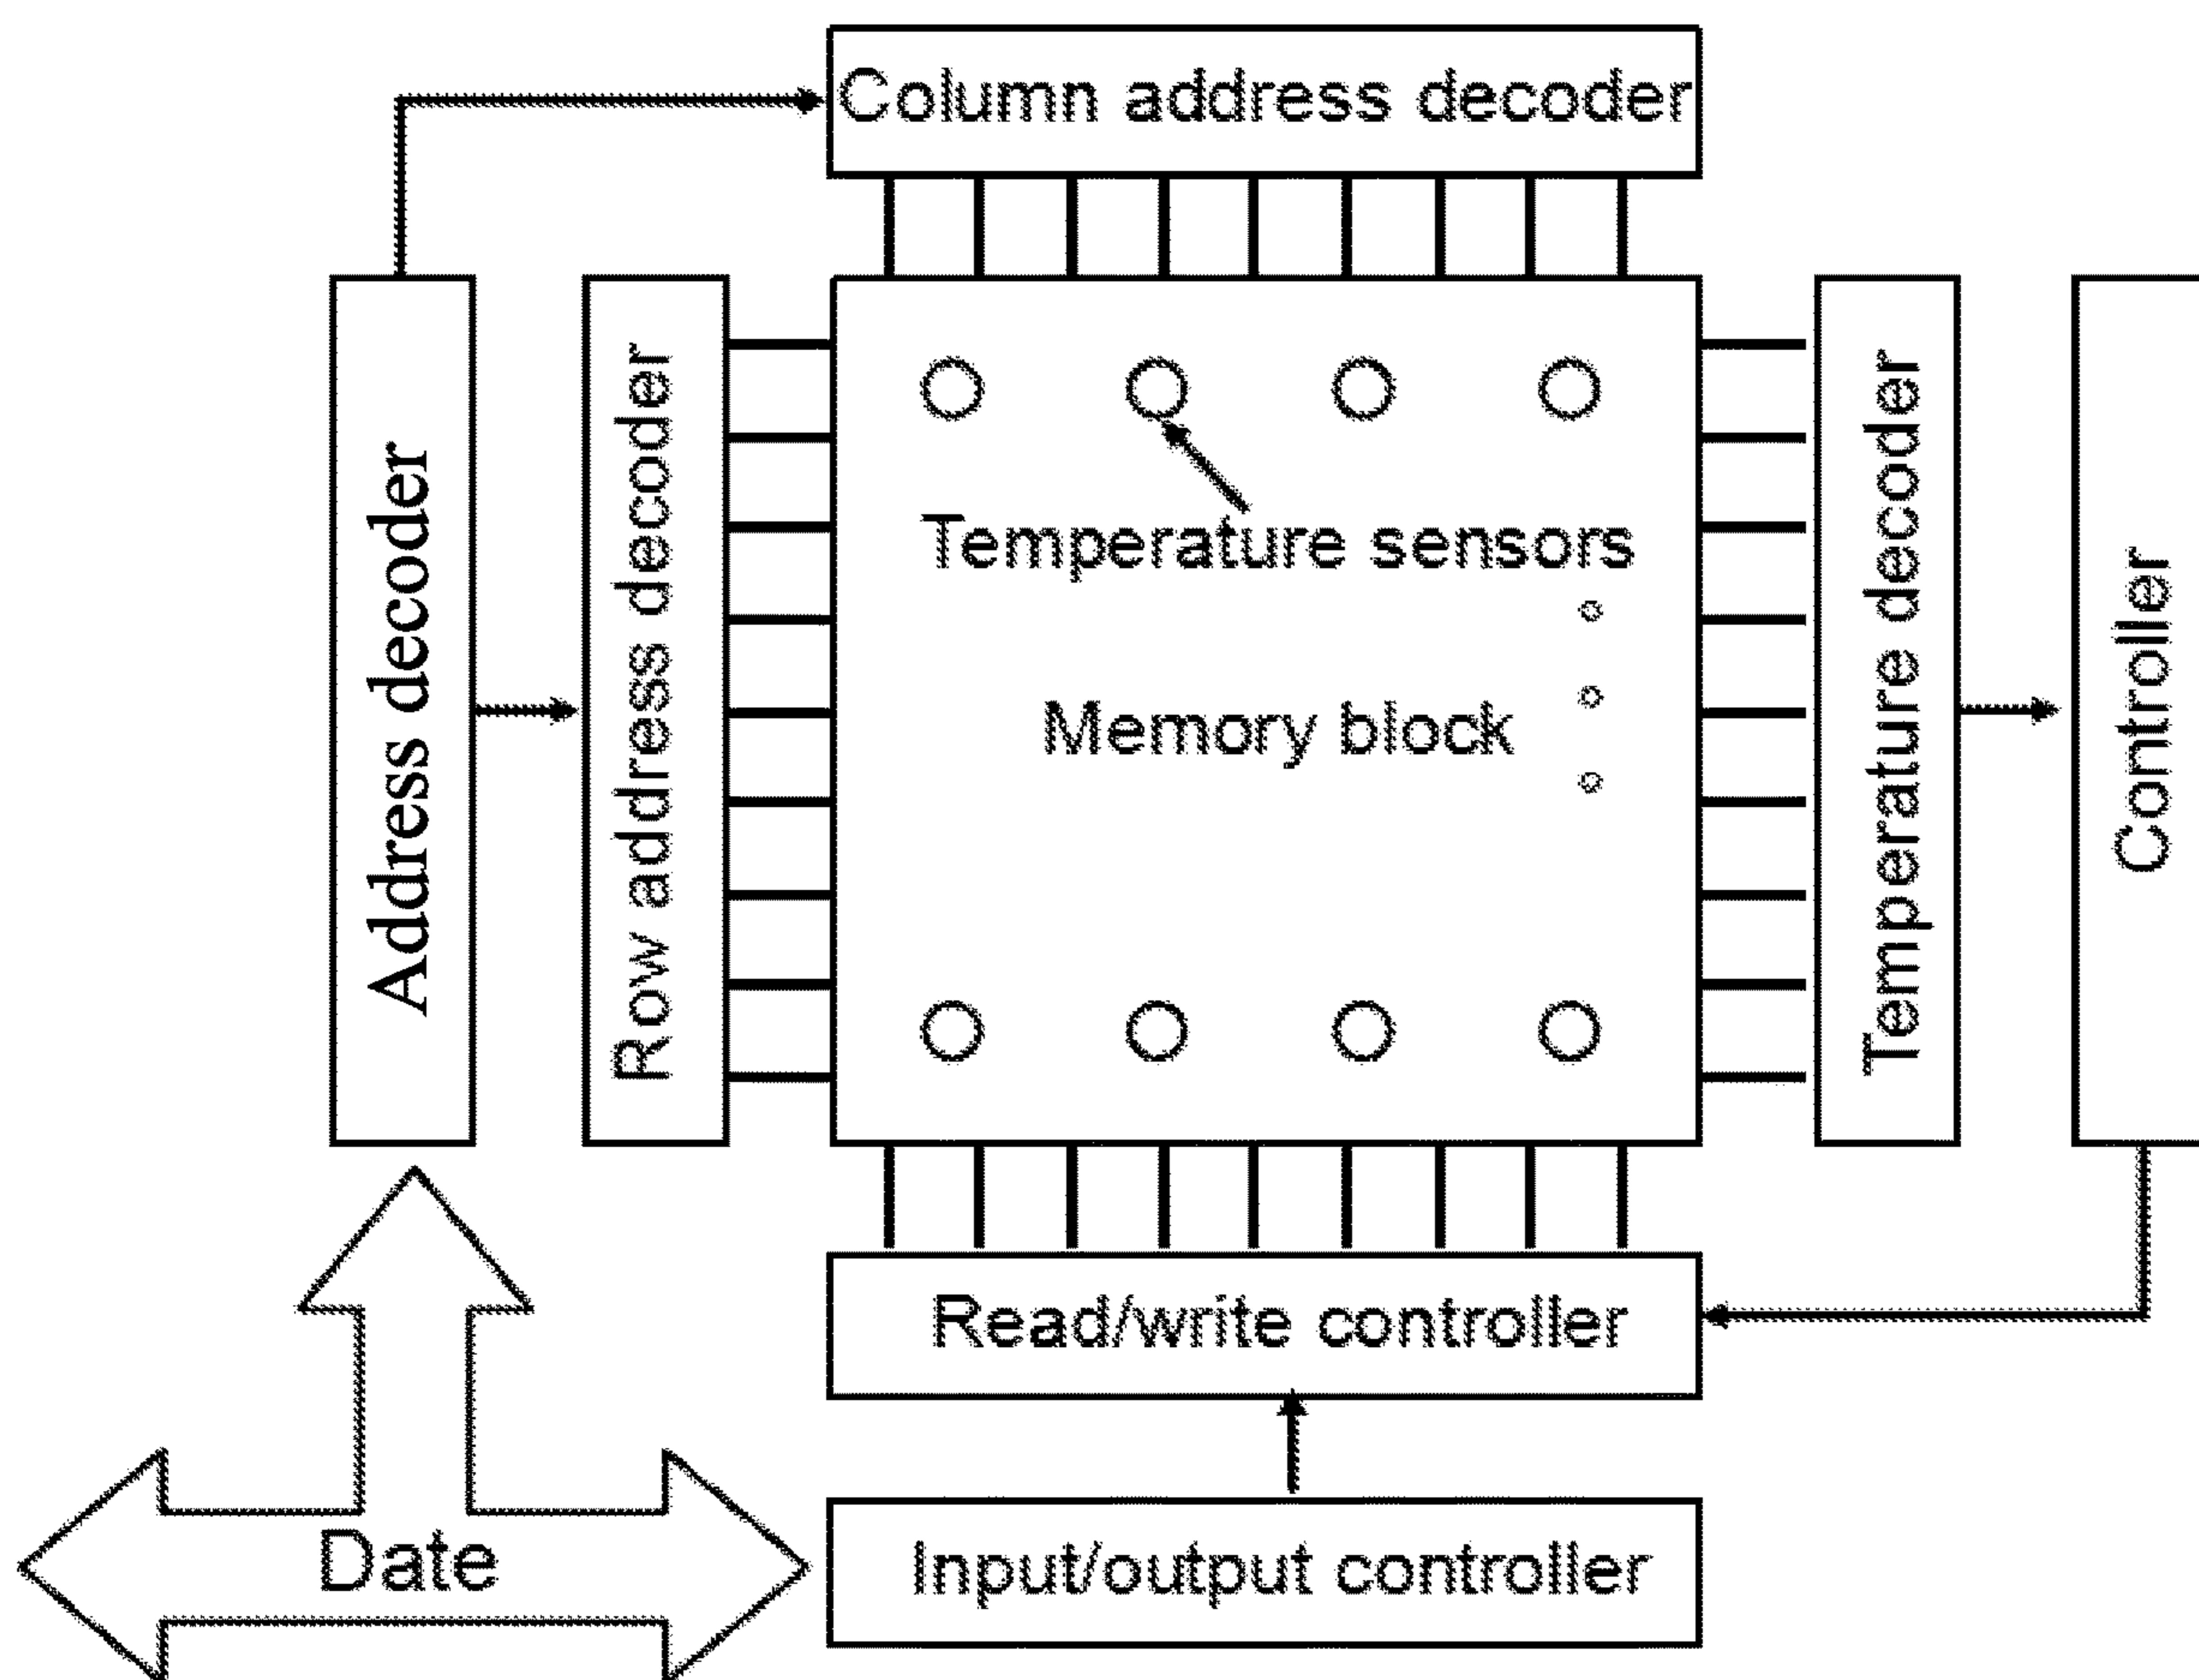 Column address decoder
Address decoder
Row address decoder
Temperature sensors
Memory block
Temperature decoder
Controller
Read/write controller
Date
Input/output controller